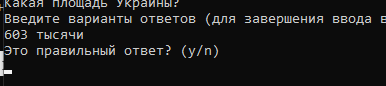 Какая площадь Украины?
Введите варианты ответов (для завершения ввода в
603 тысячи
Это правильный ответ? (y/n)